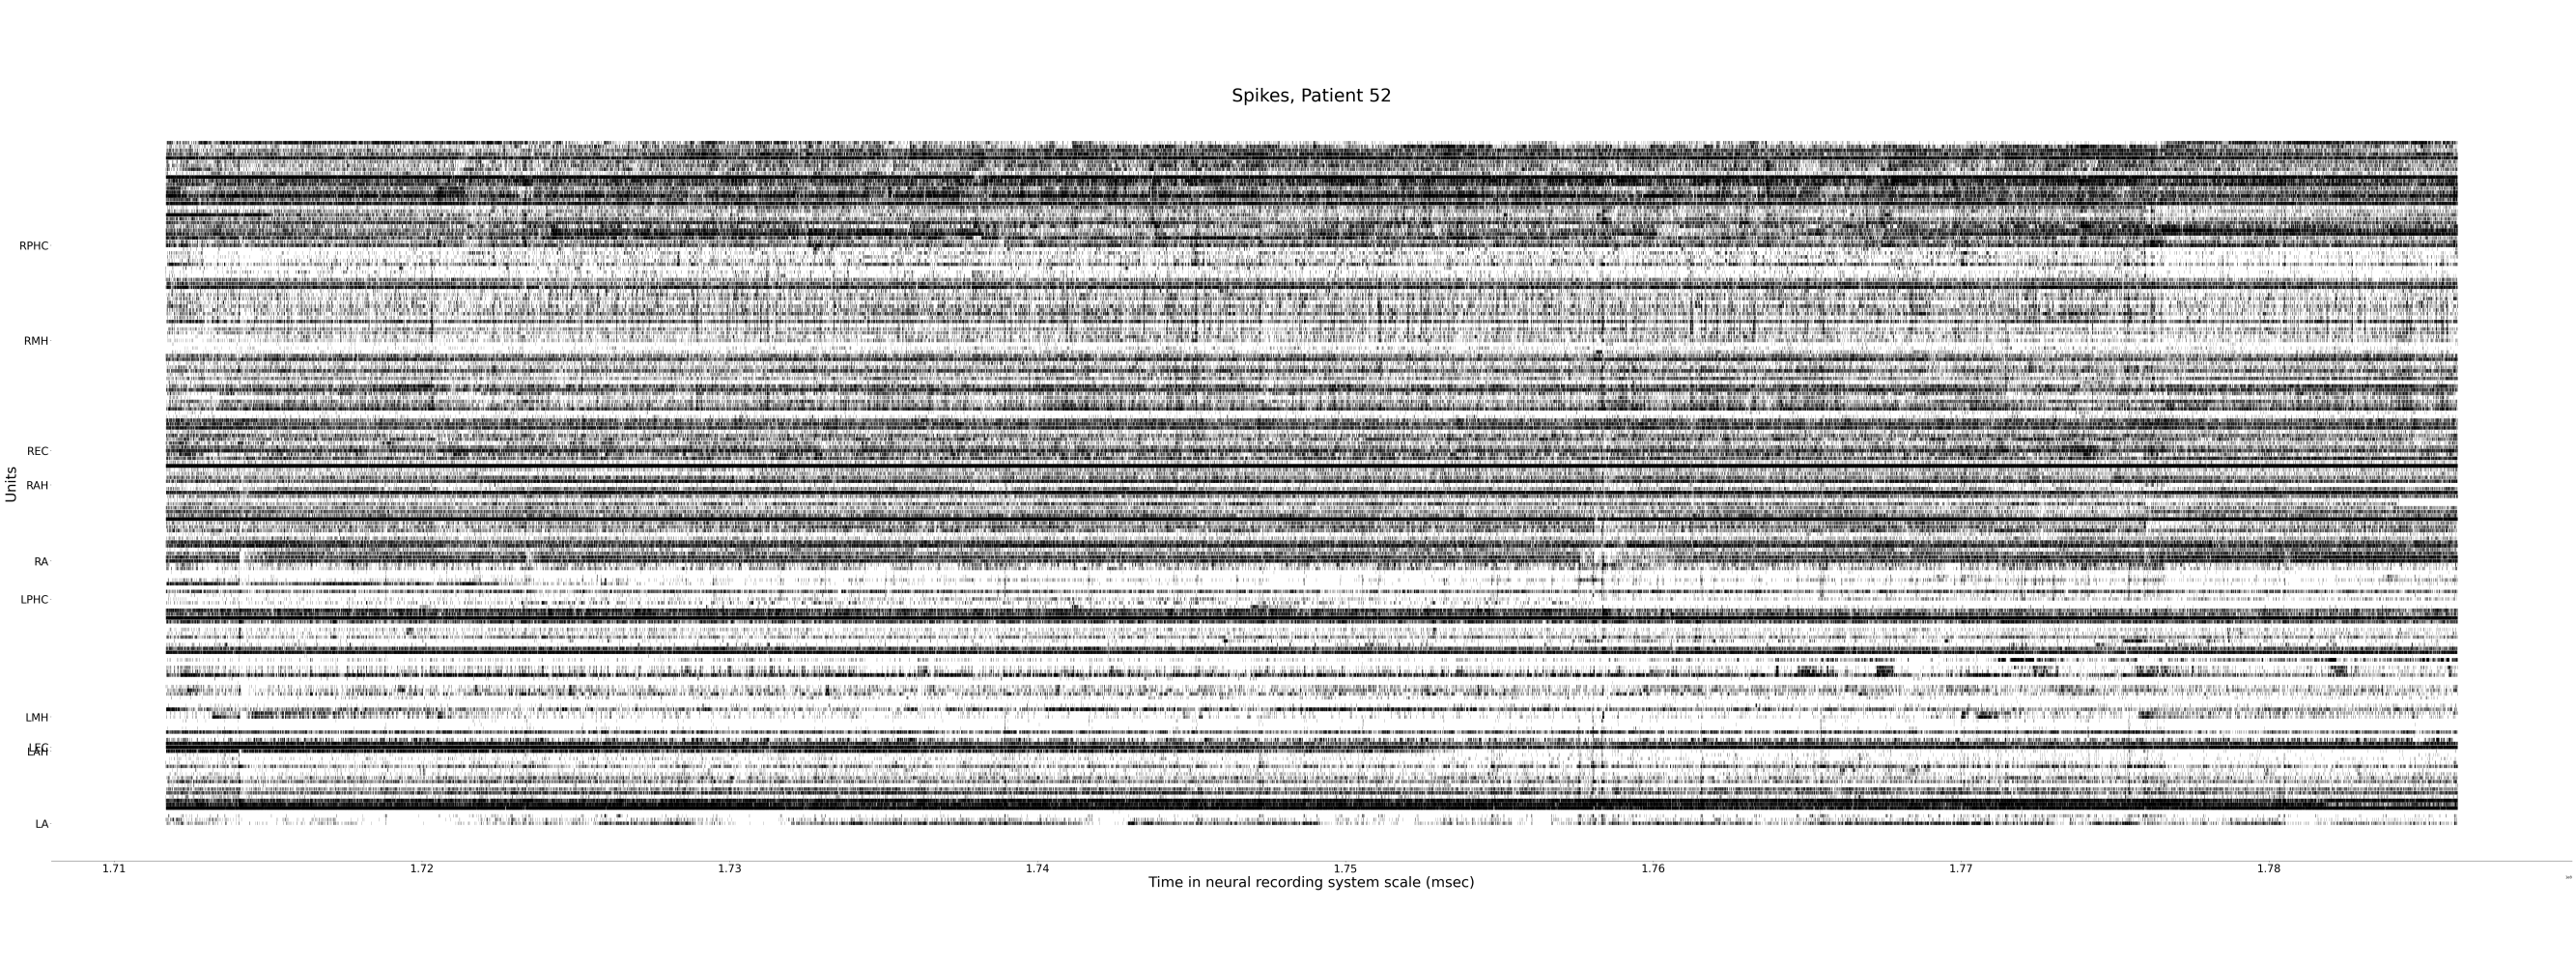 Spikes, Patient 52
RPHC
RMH
REC
RAH
Units
RA
LPHC
LMH
LEC
LAH
LA
1.71 1.72 1.73 1.74 1.75 1.76 1.77 1.78
Time in neural recording system scale (msec)